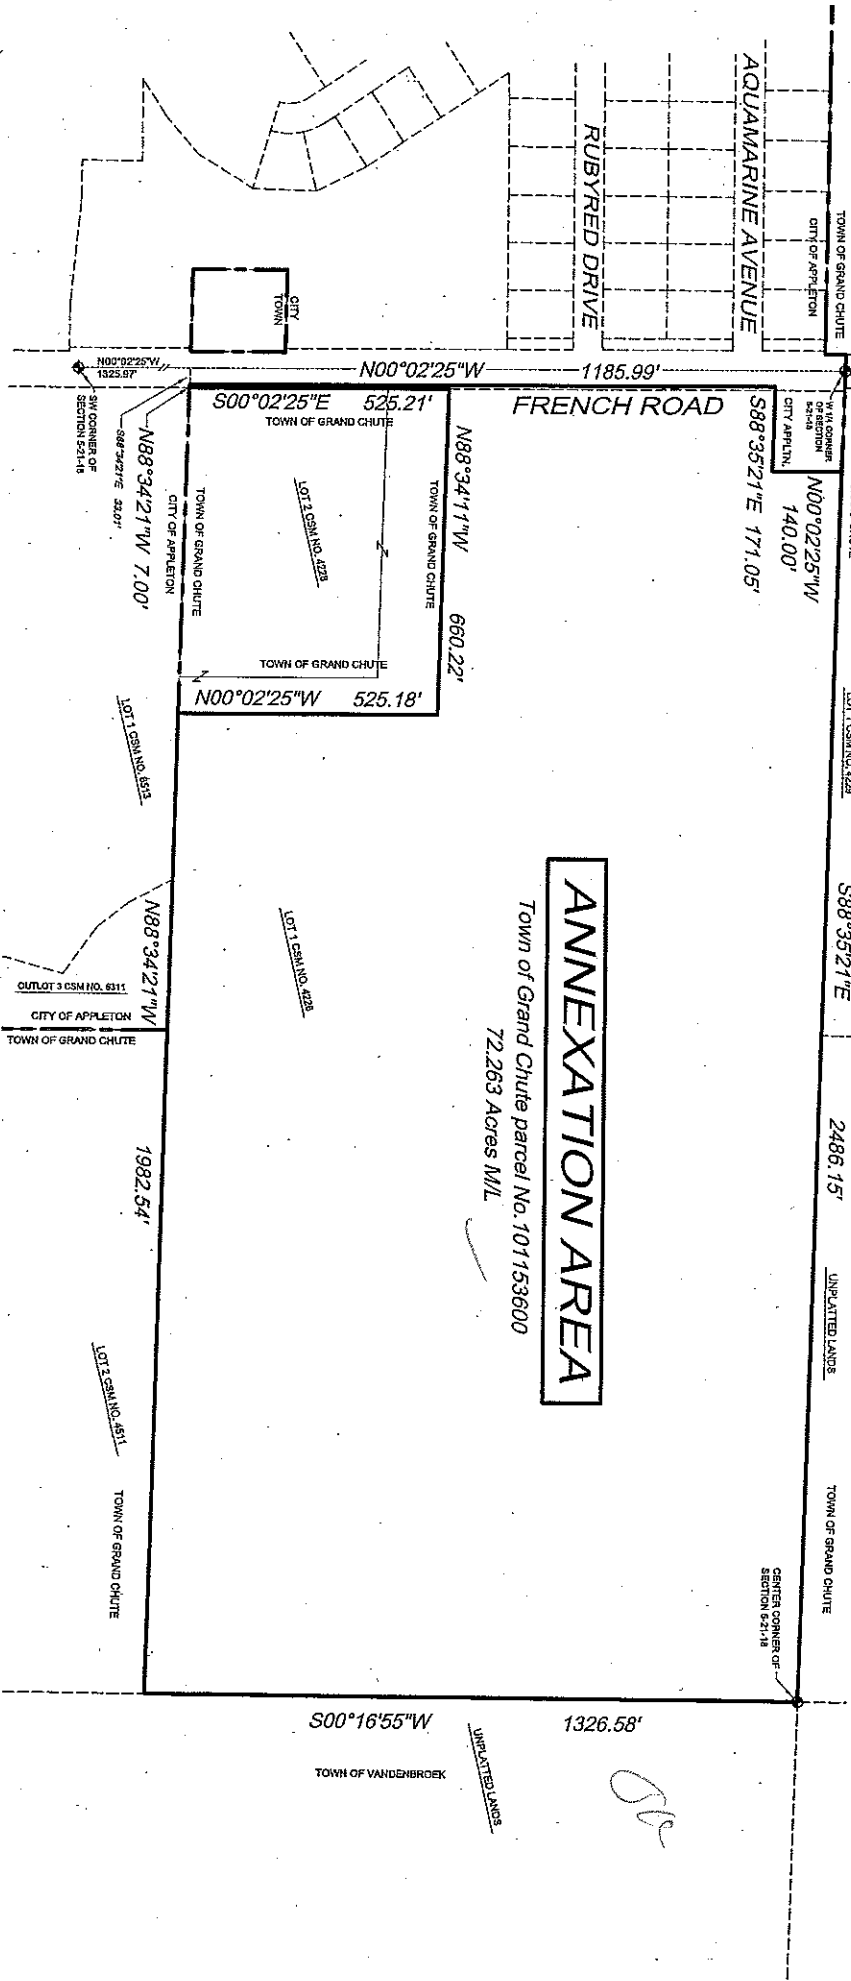 TOWN OF GRAND CHUTE
CITY OF APPLETON
AQUAMARINE AVENUE
RUBYRED DRIVE
CITY
TOWN
W 1/4 CORNER
OF SECTION
5-21-18
CITY APPLTN.
N00°02'25"W
140.00'
S88°35'21"E 171.05'
N00°02'25"W 1185.99'
FRENCH ROAD
N00°02'25"W
1325.97'
SW CORNER OF
SECTION 5-21-18
S88°34'21"E 33.01'
N88°34'21"W 7.00'
S00°02'25"E 525.21'
TOWN OF GRAND CHUTE
N88°34'11"W 660.22'
TOWN OF GRAND CHUTE
LOT 2 CSM NO. 4228
TOWN OF GRAND CHUTE
CITY OF APPLETON
TOWN OF GRAND CHUTE
N00°02'25"W 525.18'
LOT 1 CSM NO. 6513
LOT 1 CSM NO. 4229
S88°35'21"E 2486.15'
UNPLATTED LANDS
TOWN OF GRAND CHUTE
ANNEXATION AREA
Town of Grand Chute parcel No. 101153600
72.263 Acres M/L
LOT 1 CSM NO. 4228
N88°34'21"W 1982.54'
OUTLOT 3 CSM NO. 6311
CITY OF APPLETON
TOWN OF GRAND CHUTE
LOT 2 CSM NO. 4511
TOWN OF GRAND CHUTE
CENTER CORNER OF
SECTION 5-21-18
S00°16'55"W 1326.58'
UNPLATTED LANDS
TOWN OF VANDENBROEK